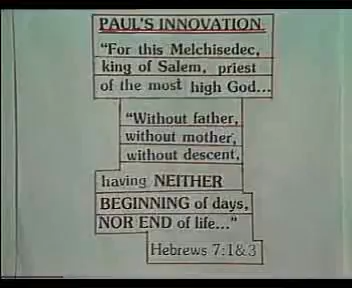 PAUL'S INNOVATION
"For this Melchisedec,
king of Salem, priest
of the most high God...
"Without father,
without mother,
without descent,
having NEITHER
BEGINNING of days,
NOR END of life..."
Hebrews 7:1&3